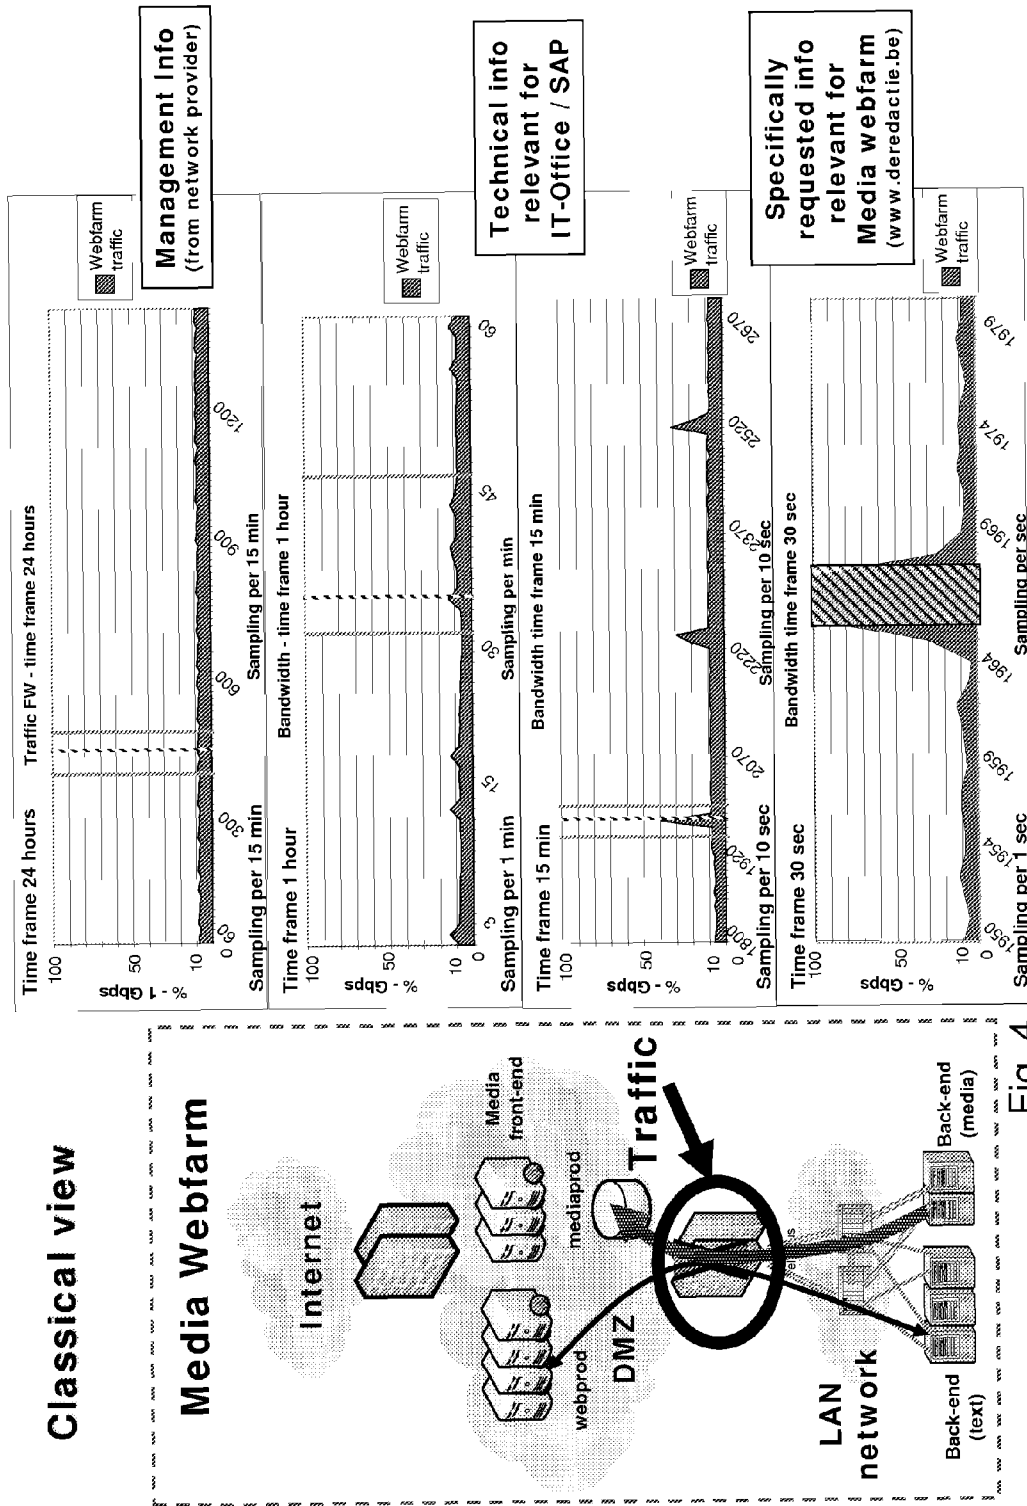 Classical view
Media Webfarm
Internet
Media
front-end
webprod
mediaprod
DMZ
Traffic
LAN
network
Back-end
(text)
Back-end
(media)
Time frame 24 hours
Traffic FW - time frame 24 hours
100
50
10
0
% - 1 Gbps
60
300
600
900
1200
Sampling per 15 min
Sampling per 15 min
Webfarm
traffic
Management Info
(from network provider)
Time frame 1 hour
Bandwidth - time frame 1 hour
100
50
10
0
% - Gbps
3
15
30
45
60
Sampling per 1 min
Sampling per min
Webfarm
traffic
Technical info
relevant for
IT-Office / SAP
Time frame 15 min
Bandwidth time frame 15 min
100
50
10
0
% - Gbps
1800
1920
2070
2220
2370
2520
2670
Sampling per 10 sec
Sampling per 10 sec
Webfarm
traffic
Time frame 30 sec
Bandwidth time frame 30 sec
100
50
10
0
% - Gbps
1950
1954
1959
1964
1969
1974
1979
Sampling per 1 sec
Sampling per sec
Webfarm
traffic
Specifically
requested info
relevant for
Media webfarm
(www.deredactie.be)
Fig. 4